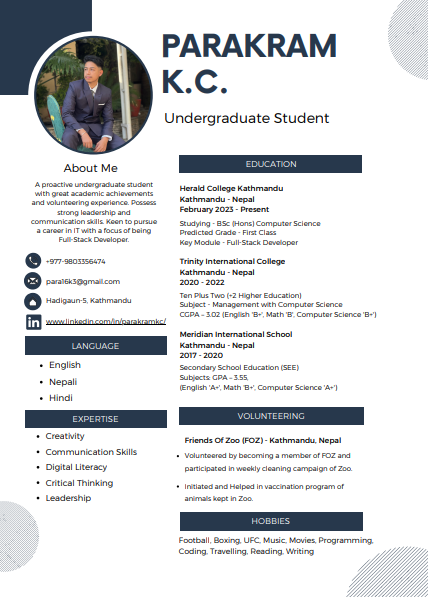 PARAKRAM
K.C.
Undergraduate Student
About Me
A proactive undergraduate student
with great academic achievements
and volunteering experience. Possess
strong leadership and
communication skills. Keen to pursue
a career in IT with a focus of being
Full-Stack Developer.
+977-9803356474
para16k3@gmail.com
Hadigaun-5, Kathmandu
in www.linkedin.com/in/parakramkc/
LANGUAGE
• English
• Nepali
• Hindi
EXPERTISE
• Creativity
• Communication Skills
• Digital Literacy
• Critical Thinking
• Leadership
EDUCATION
Herald College Kathmandu
Kathmandu - Nepal
February 2023 - Present
Studying - BSc (Hons) Computer Science
Predicted Grade - First Class
Key Module - Full-Stack Developer
Trinity International College
Kathmandu - Nepal
2020 - 2022
Ten Plus Two (+2 Higher Education)
Subject - Management with Computer Science
CGPA – 3.02 (English 'B+', Math 'B', Computer Science 'B+')
Meridian International School
Kathmandu - Nepal
2017 - 2020
Secondary School Education (SEE)
Subjects: GPA – 3.55,
(English 'A+', Math 'B+', Computer Science 'A+')
VOLUNTEERING
Friends Of Zoo (FOZ) - Kathmandu, Nepal
• Volunteered by becoming a member of FOZ and
participated in weekly cleaning campaign of Zoo.
• Initiated and Helped in vaccination program of
animals kept in Zoo.
HOBBIES
Football, Boxing, UFC, Music, Movies, Programming,
Coding, Travelling, Reading, Writing